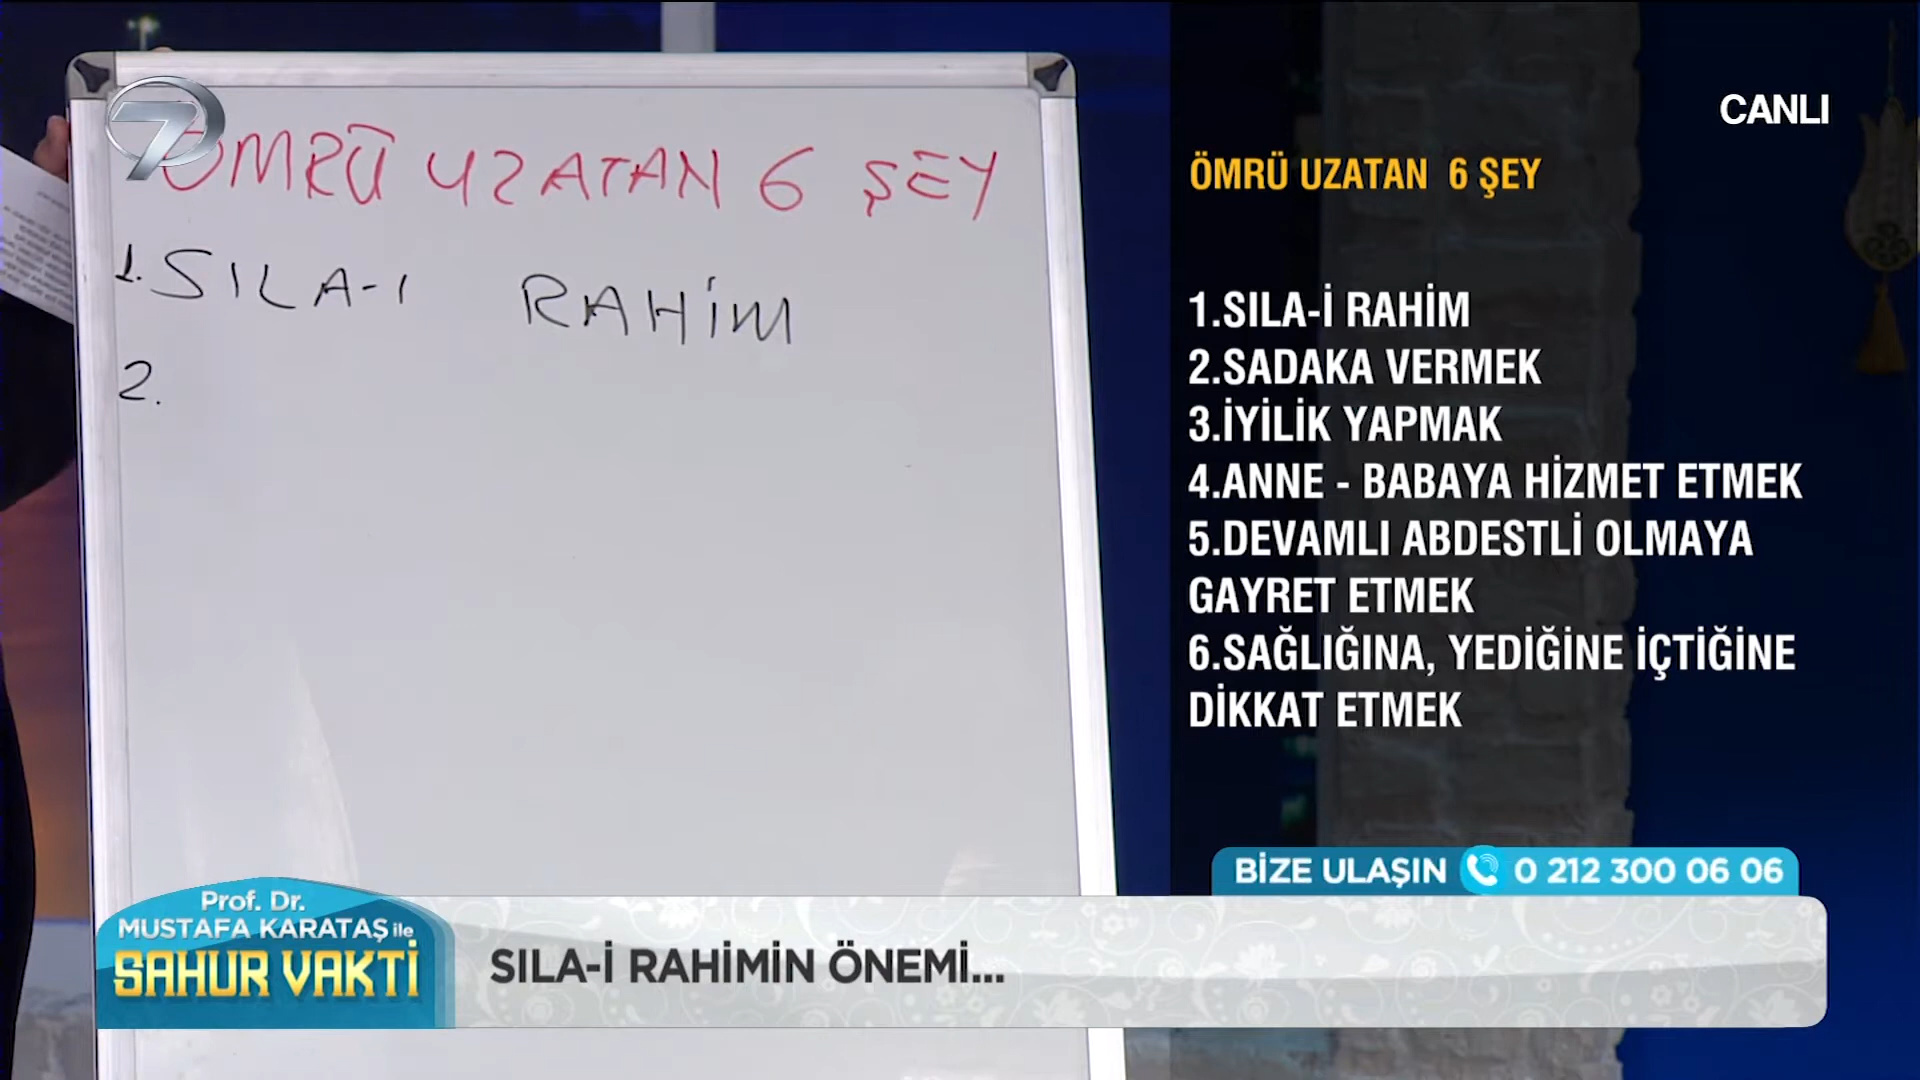 7
ÖMRÜ UZATAN 6 ŞEY
1. SILA-I RAHİM
2.
CANLI
ÖMRÜ UZATAN 6 ŞEY
1.SILA-İ RAHİM
2.SADAKA VERMEK
3.İYİLİK YAPMAK
4.ANNE - BABAYA HİZMET ETMEK
5.DEVAMLI ABDESTLİ OLMAYA
GAYRET ETMEK
6.SAĞLIĞINA, YEDİĞİNE İÇTİĞİNE
DİKKAT ETMEK
BİZE ULAŞIN 0 212 300 06 06
Prof. Dr.
MUSTAFA KARATAŞ ile
SAHUR VAKTİ
SILA-İ RAHİMİN ÖNEMİ...